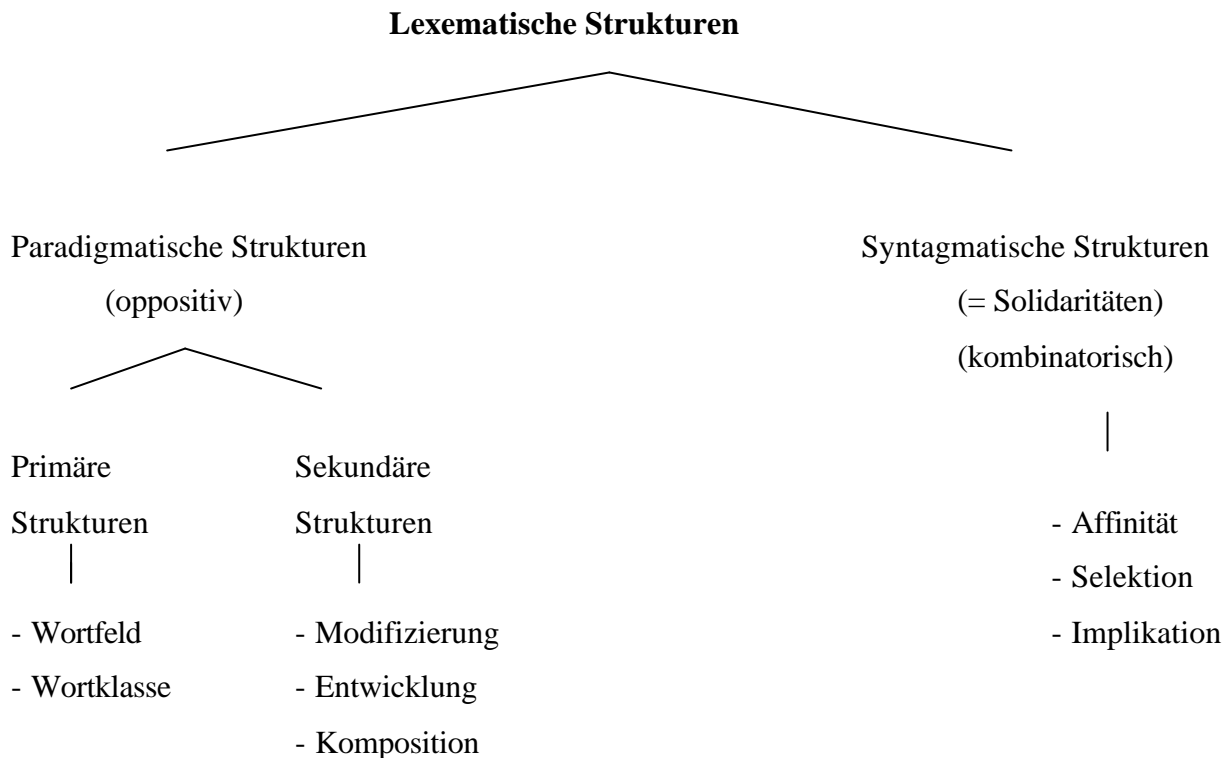 Lexematische Strukturen
Paradigmatische Strukturen
(oppositiv)
Syntagmatische Strukturen
(= Solidaritäten)
(kombinatorisch)
Primäre
Strukturen
- Wortfeld
- Wortklasse
Sekundäre
Strukturen
- Modifizierung
- Entwicklung
- Komposition
- Affinität
- Selektion
- Implikation